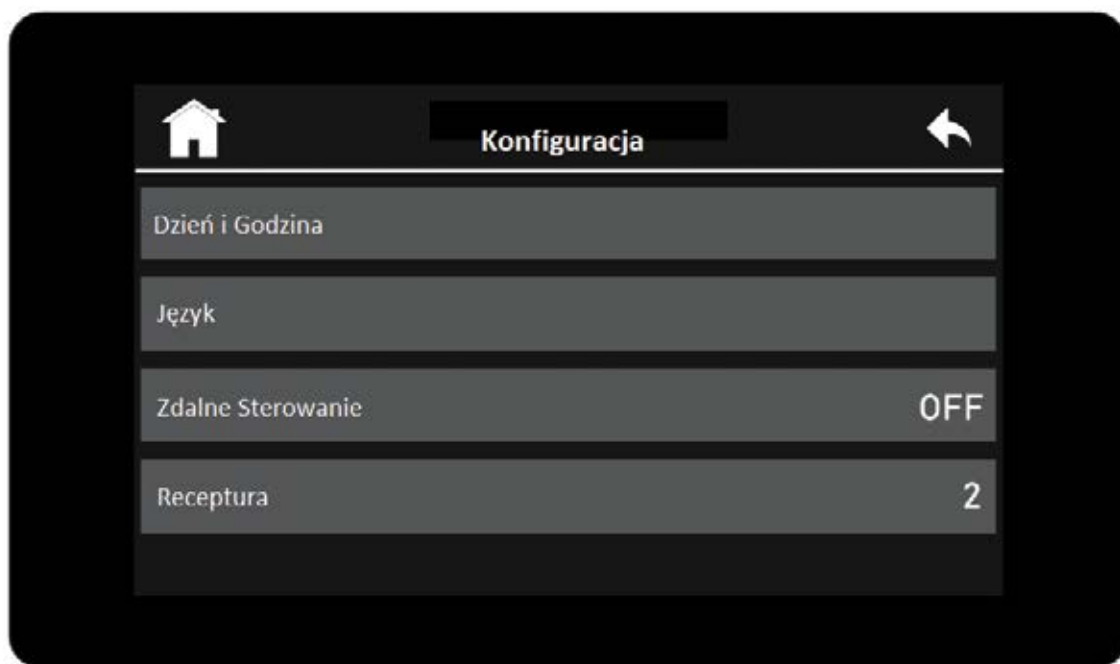 Konfiguracja
Dzień i Godzina
Język
Zdalne Sterowanie OFF
Receptura 2